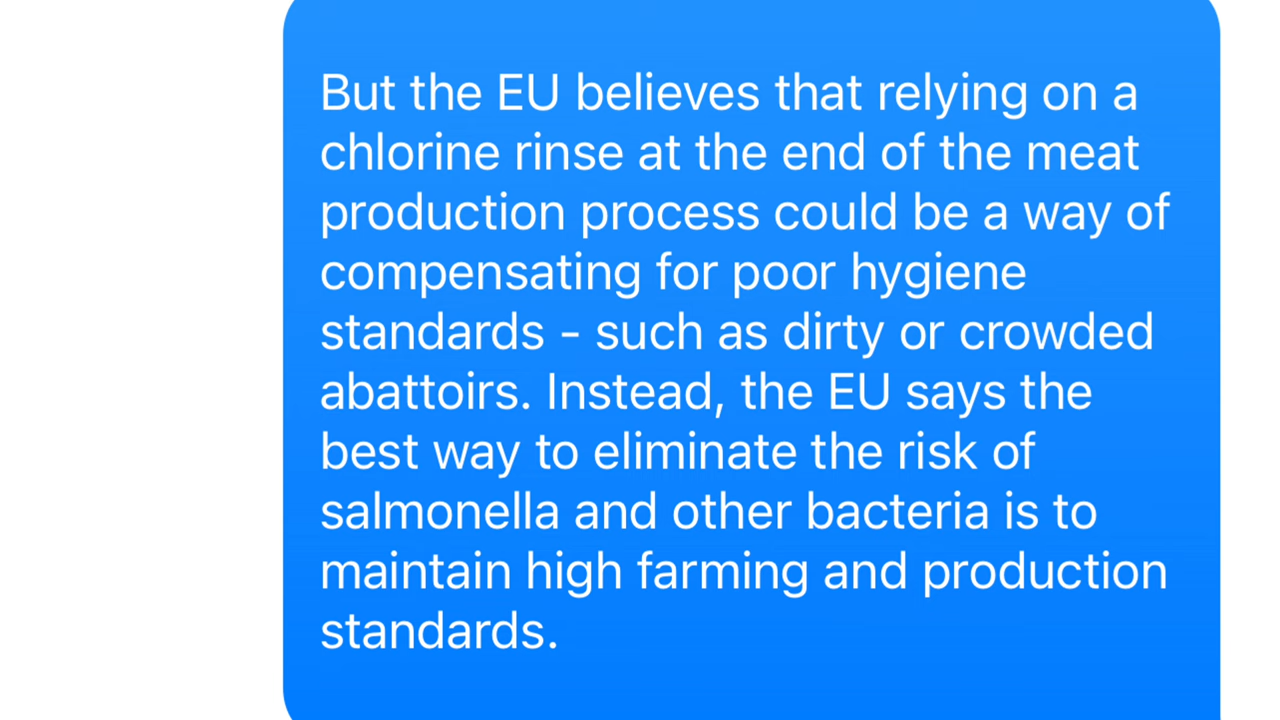 But the EU believes that relying on a
chlorine rinse at the end of the meat
production process could be a way of
compensating for poor hygiene
standards - such as dirty or crowded
abattoirs. Instead, the EU says the
best way to eliminate the risk of
salmonella and other bacteria is to
maintain high farming and production
standards.